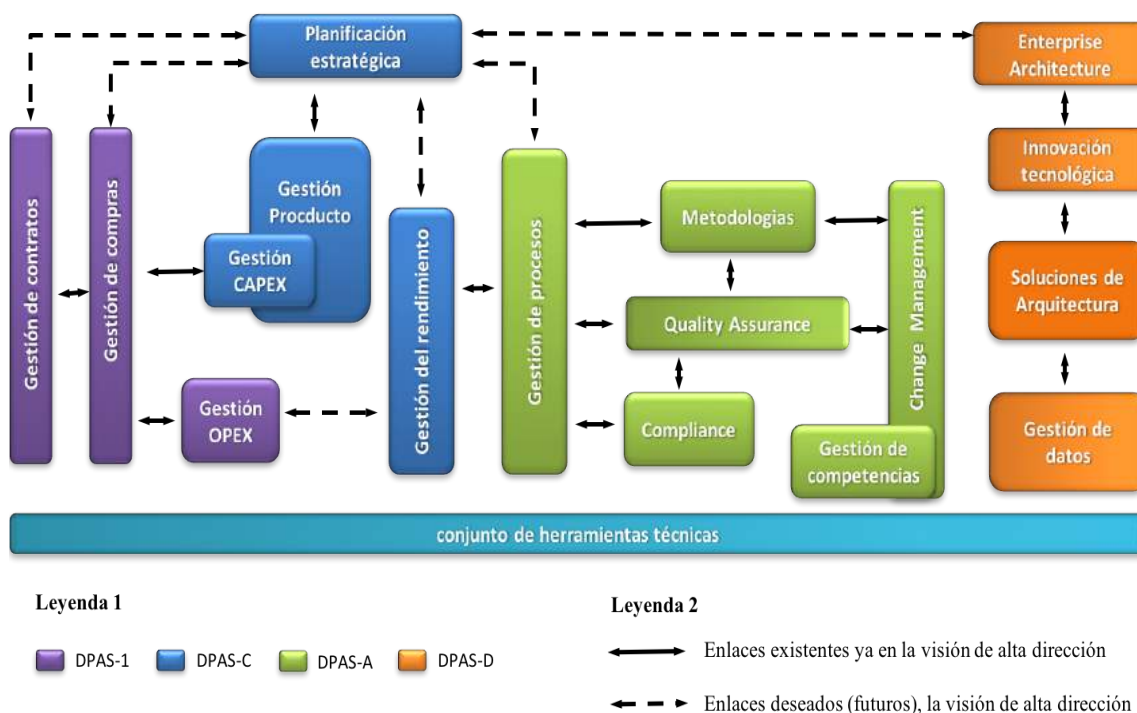 Planificación
estratégica
Enterprise
Architecture
Gestión de contratos
Gestión de compras
Gestión
Procducto
Gestión
CAPEX
Gestión
OPEX
Gestión del rendimiento
Gestión de procesos
Metodologias
Quality Assurance
Compliance
Change Management
Gestión de
competencias
Innovación
tecnológica
Soluciones de
Arquitectura
Gestión de
datos
conjunto de herramientas técnicas
Leyenda 1
DPAS-1
DPAS-C
DPAS-A
DPAS-D
Leyenda 2
Enlaces existentes ya en la visión de alta dirección
Enlaces deseados (futuros), la visión de alta dirección